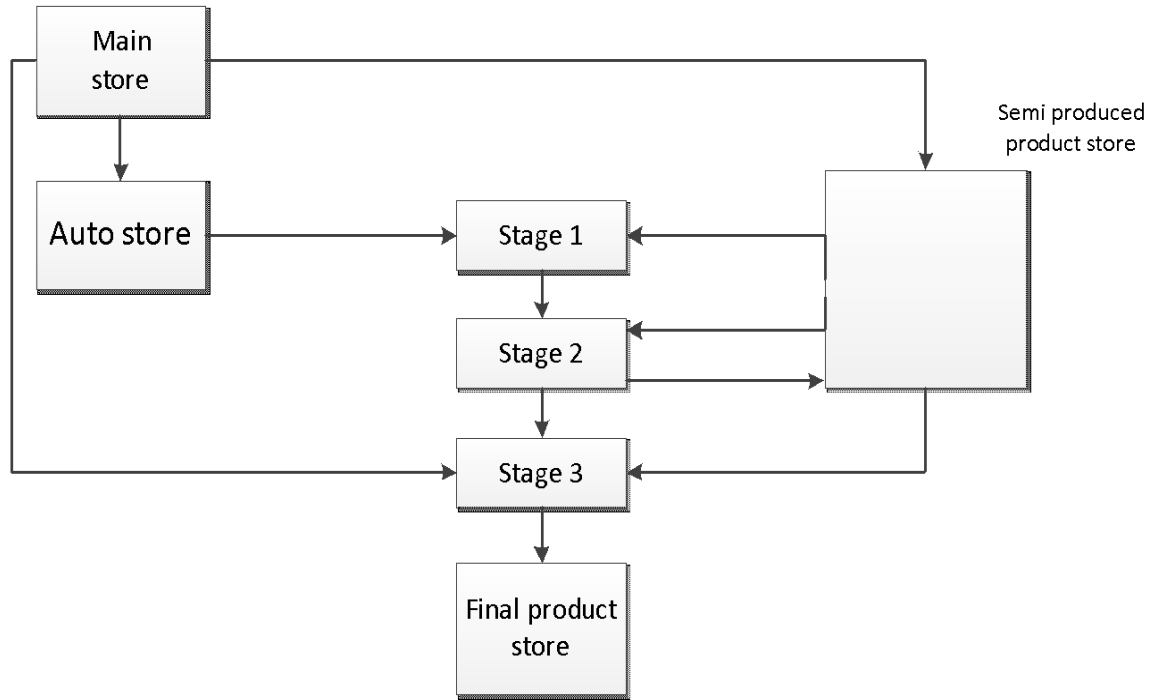 Main
store
Semi produced
product store
Auto store
Stage 1
Stage 2
Stage 3
Final product
store